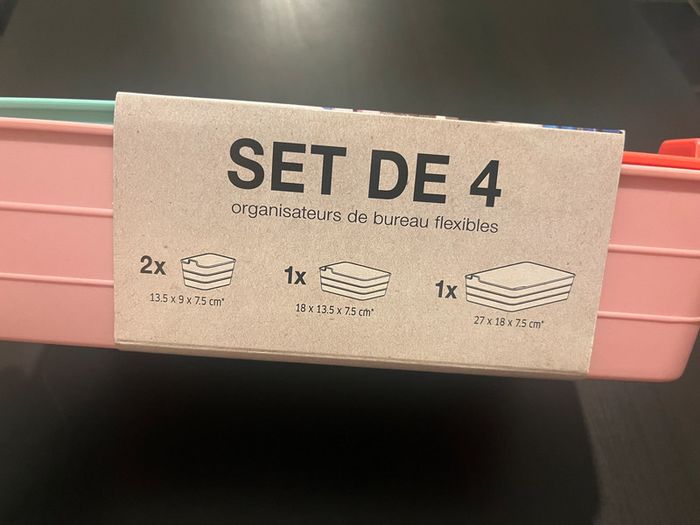 SET DE 4
organisateurs de bureau flexibles
2x
13.5 x 9 x 7.5 cm*
1x
18 x 13.5 x 7.5 cm*
1x
27 x 18 x 7.5 cm*